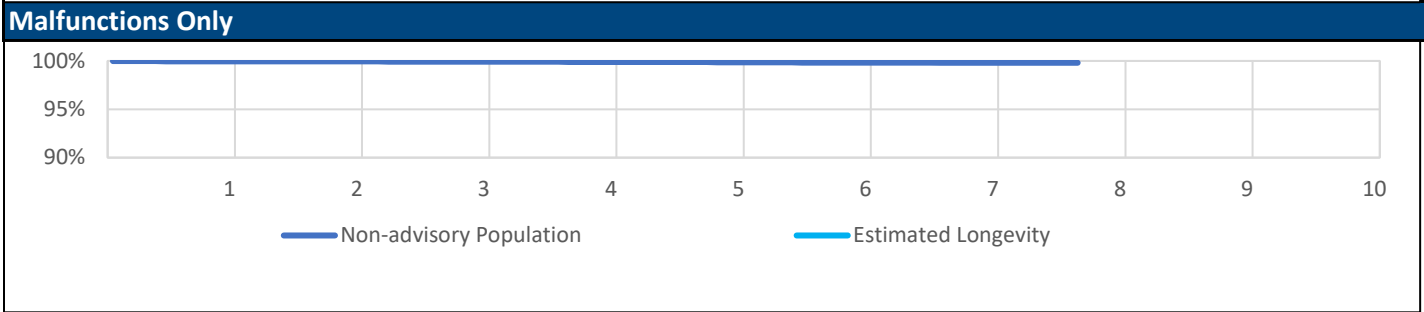 Malfunctions Only
100%
95%
90%
1 2 3 4 5 6 7 8 9 10
Non-advisory Population Estimated Longevity